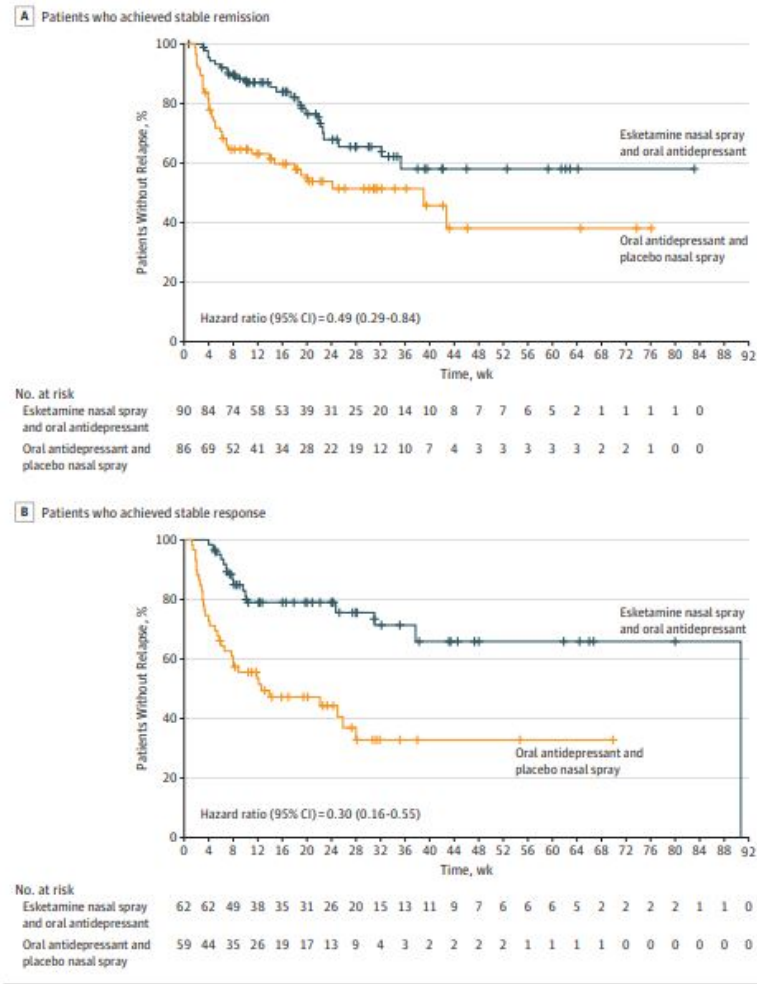 A Patients who achieved stable remission
100
80
60
40
20
0
Patients Without Relapse, %
Esketamine nasal spray
and oral antidepressant
Oral antidepressant and
placebo nasal spray
Hazard ratio (95% CI) = 0.49 (0.29-0.84)
0 4 8 12 16 20 24 28 32 36 40 44 48 52 56 60 64 68 72 76 80 84 88 92
Time, wk
No. at risk
Esketamine nasal spray 90 84 74 58 53 39 31 25 20 14 10 8 7 7 6 5 2 1 1 1 1 0
and oral antidepressant
Oral antidepressant and 86 69 52 41 34 28 22 19 12 10 7 4 3 3 3 3 3 2 2 1 0 0
placebo nasal spray
B Patients who achieved stable response
100
80
60
40
20
0
Patients Without Relapse, %
Esketamine nasal spray
and oral antidepressant
Oral antidepressant and
placebo nasal spray
Hazard ratio (95% CI) = 0.30 (0.16-0.55)
0 4 8 12 16 20 24 28 32 36 40 44 48 52 56 60 64 68 72 76 80 84 88 92
Time, wk
No. at risk
Esketamine nasal spray 62 62 49 38 35 31 26 20 15 13 11 9 7 6 6 6 5 2 2 2 2 1 1 0
and oral antidepressant
Oral antidepressant and 59 44 35 26 19 17 13 9 4 3 2 2 2 2 1 1 1 1 0 0 0 0 0 0
placebo nasal spray